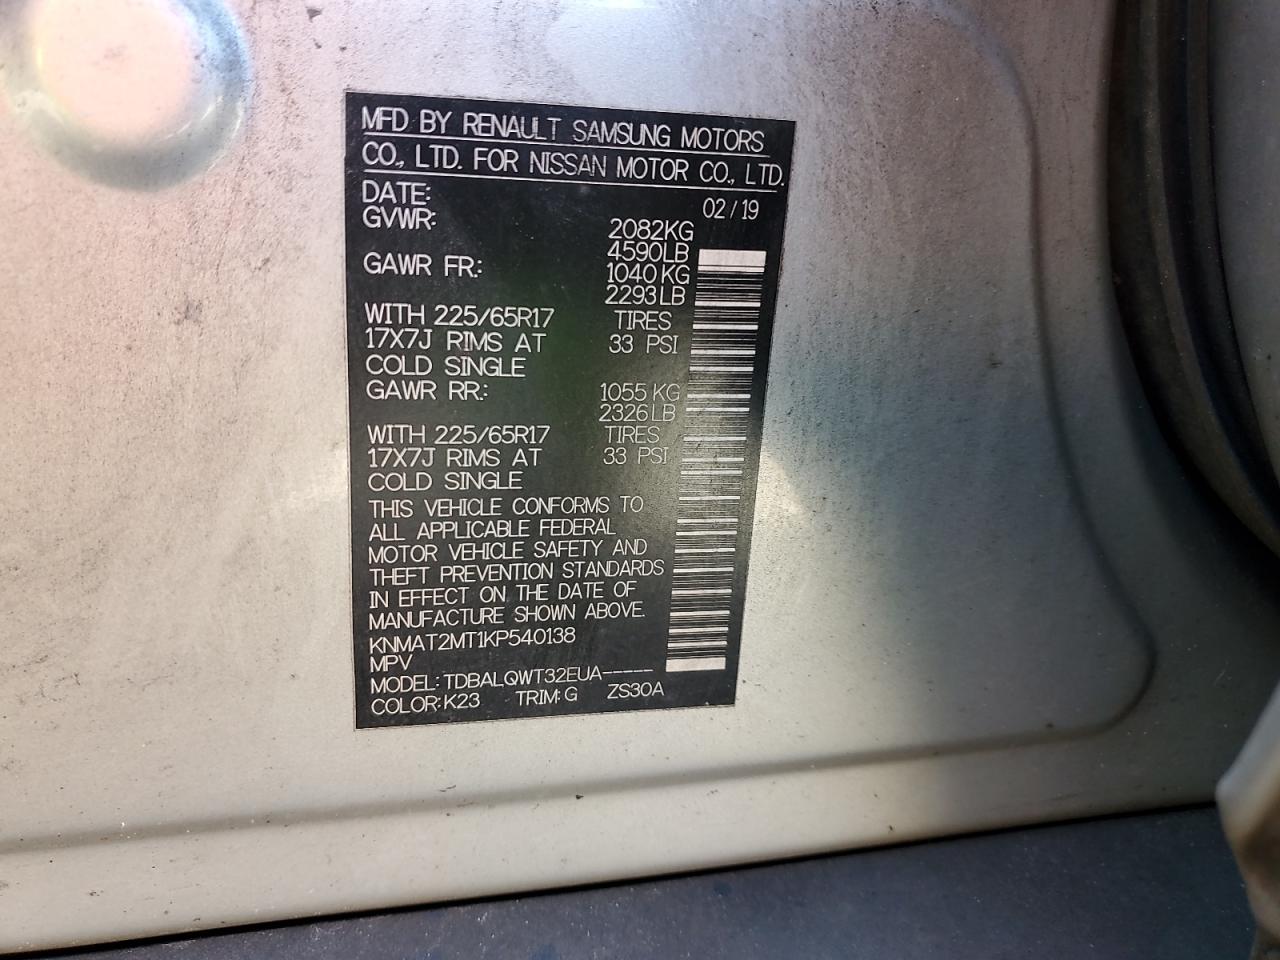 MFD BY RENAULT SAMSUNG MOTORS
CO., LTD. FOR NISSAN MOTOR CO., LTD.
DATE: 02/19
GVWR: 2082KG
4590LB
GAWR FR: 1040KG
2293LB
WITH 225/65R17 TIRES
17X7J RIMS AT 33 PSI
COLD SINGLE
GAWR RR: 1055KG
2326LB
WITH 225/65R17 TIRES
17X7J RIMS AT 33 PSI
COLD SINGLE
THIS VEHICLE CONFORMS TO
ALL APPLICABLE FEDERAL
MOTOR VEHICLE SAFETY AND
THEFT PREVENTION STANDARDS
IN EFFECT ON THE DATE OF
MANUFACTURE SHOWN ABOVE.
KNMAT2MT1KP540138
MPV
MODEL: TDBALQWT32EUA-----
COLOR:K23 TRIM:G ZS30A